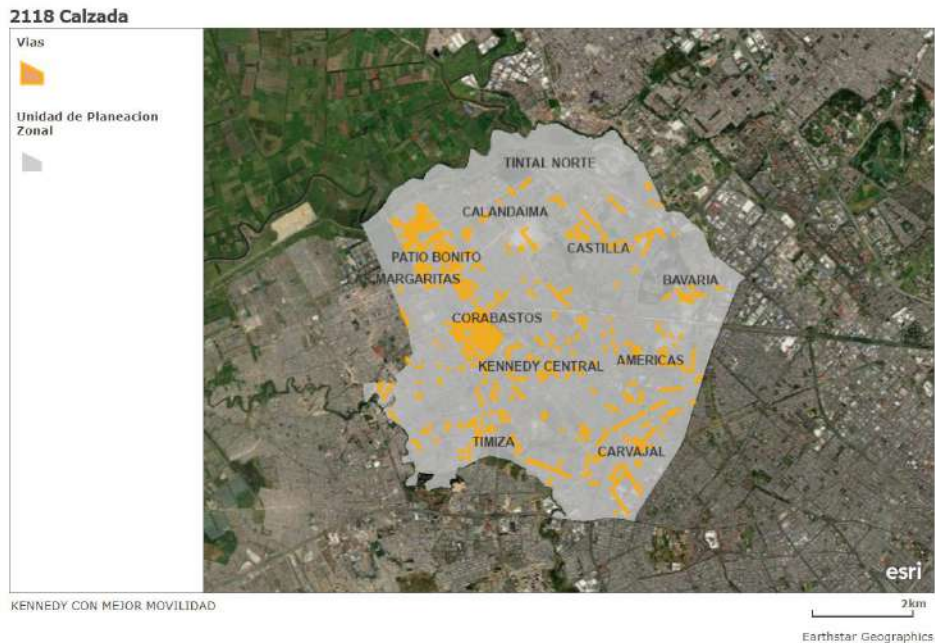 2118 Calzada
Vias
Unidad de Planeacion
Zonal
TINTAL NORTE
CALANDAIMA
CASTILLA
PATIO BONITO
LAS MARGARITAS
BAVARIA
CORABASTOS
AMERICAS
KENNEDY CENTRAL
TIMIZA
CARVAJAL
esri
KENNEDY CON MEJOR MOVILIDAD
2km
Earthstar Geographics